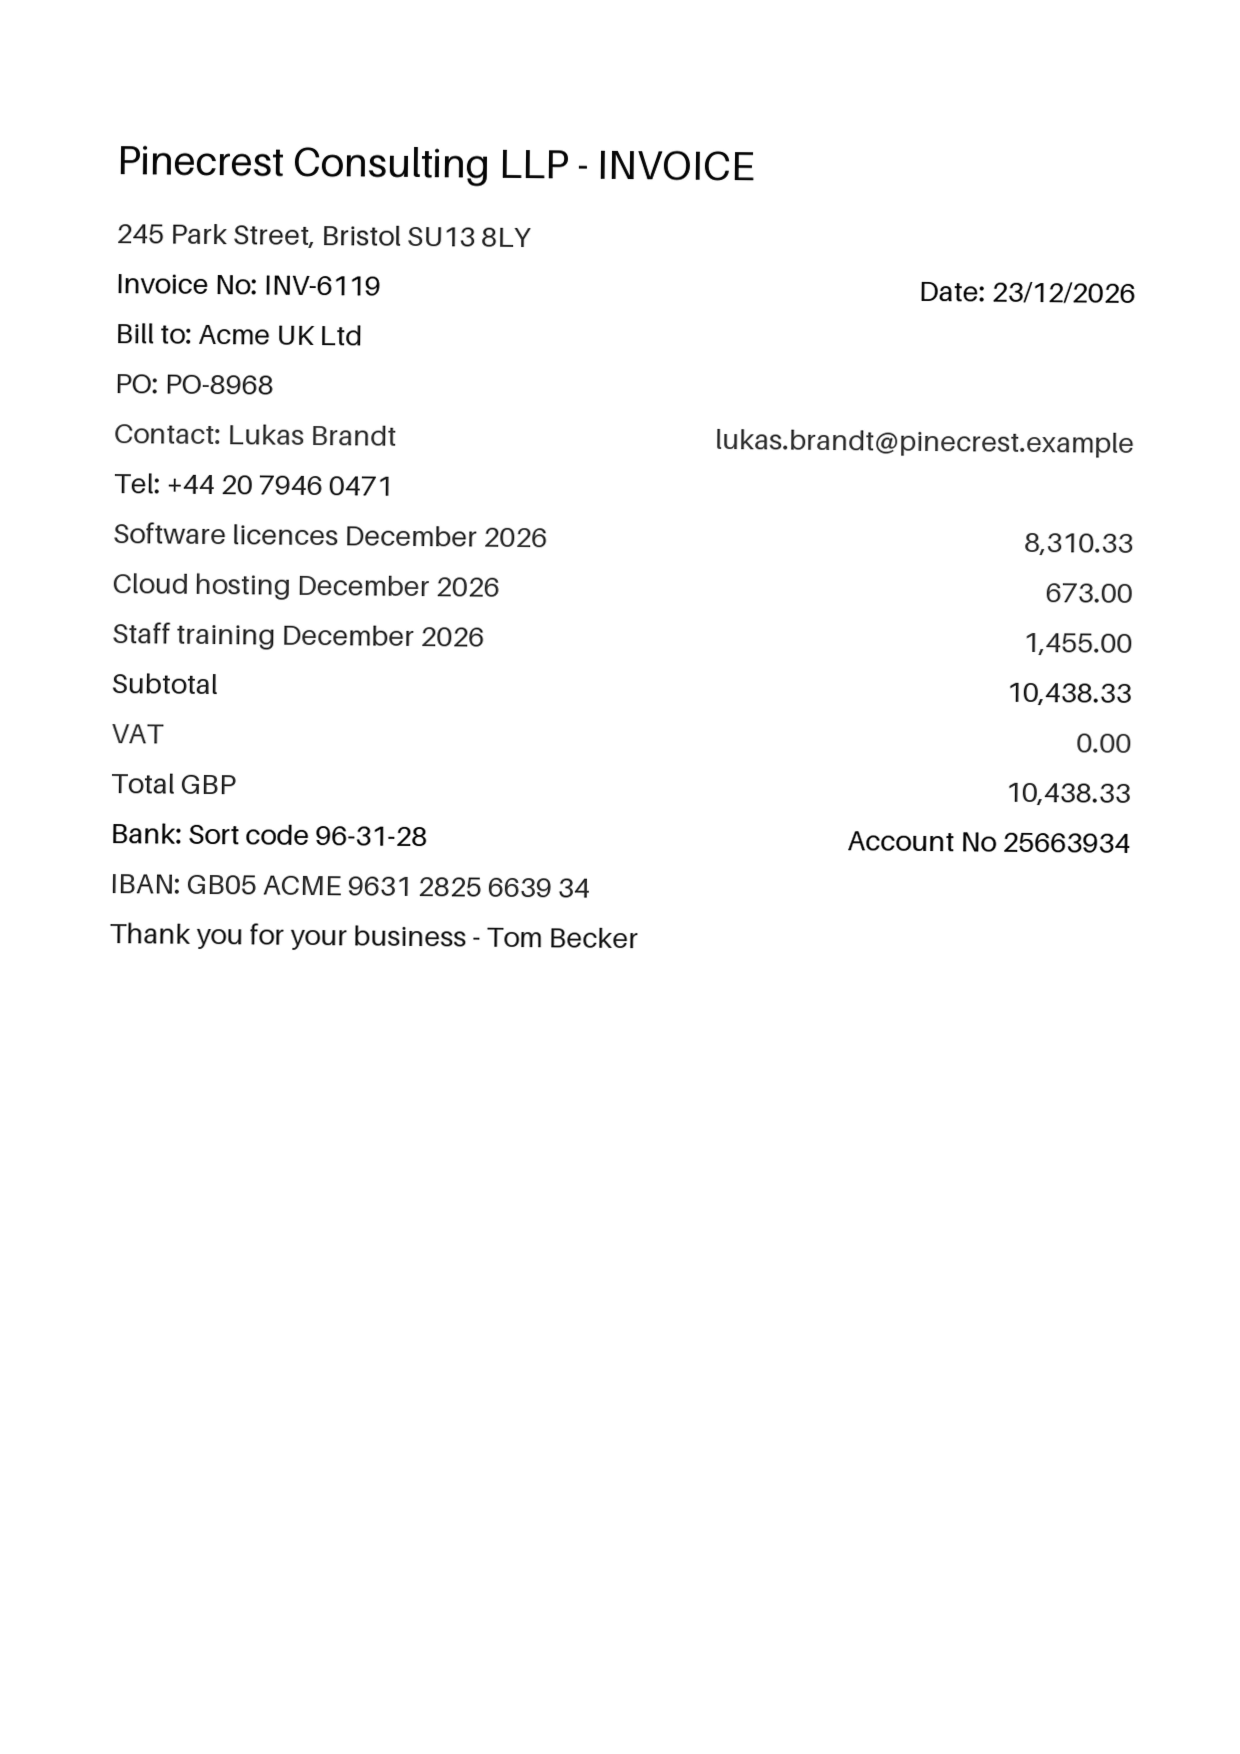 Pinecrest Consulting LLP - INVOICE
245 Park Street, Bristol SU13 8LY
Invoice No: INV-6119 Date: 23/12/2026
Bill to: Acme UK Ltd
PO: PO-8968
Contact: Lukas Brandt lukas.brandt@pinecrest.example
Tel: +44 20 7946 0471
Software licences December 2026 8,310.33
Cloud hosting December 2026 673.00
Staff training December 2026 1,455.00
Subtotal 10,438.33
VAT 0.00
Total GBP 10,438.33
Bank: Sort code 96-31-28 Account No 25663934
IBAN: GB05 ACME 9631 2825 6639 34
Thank you for your business - Tom Becker